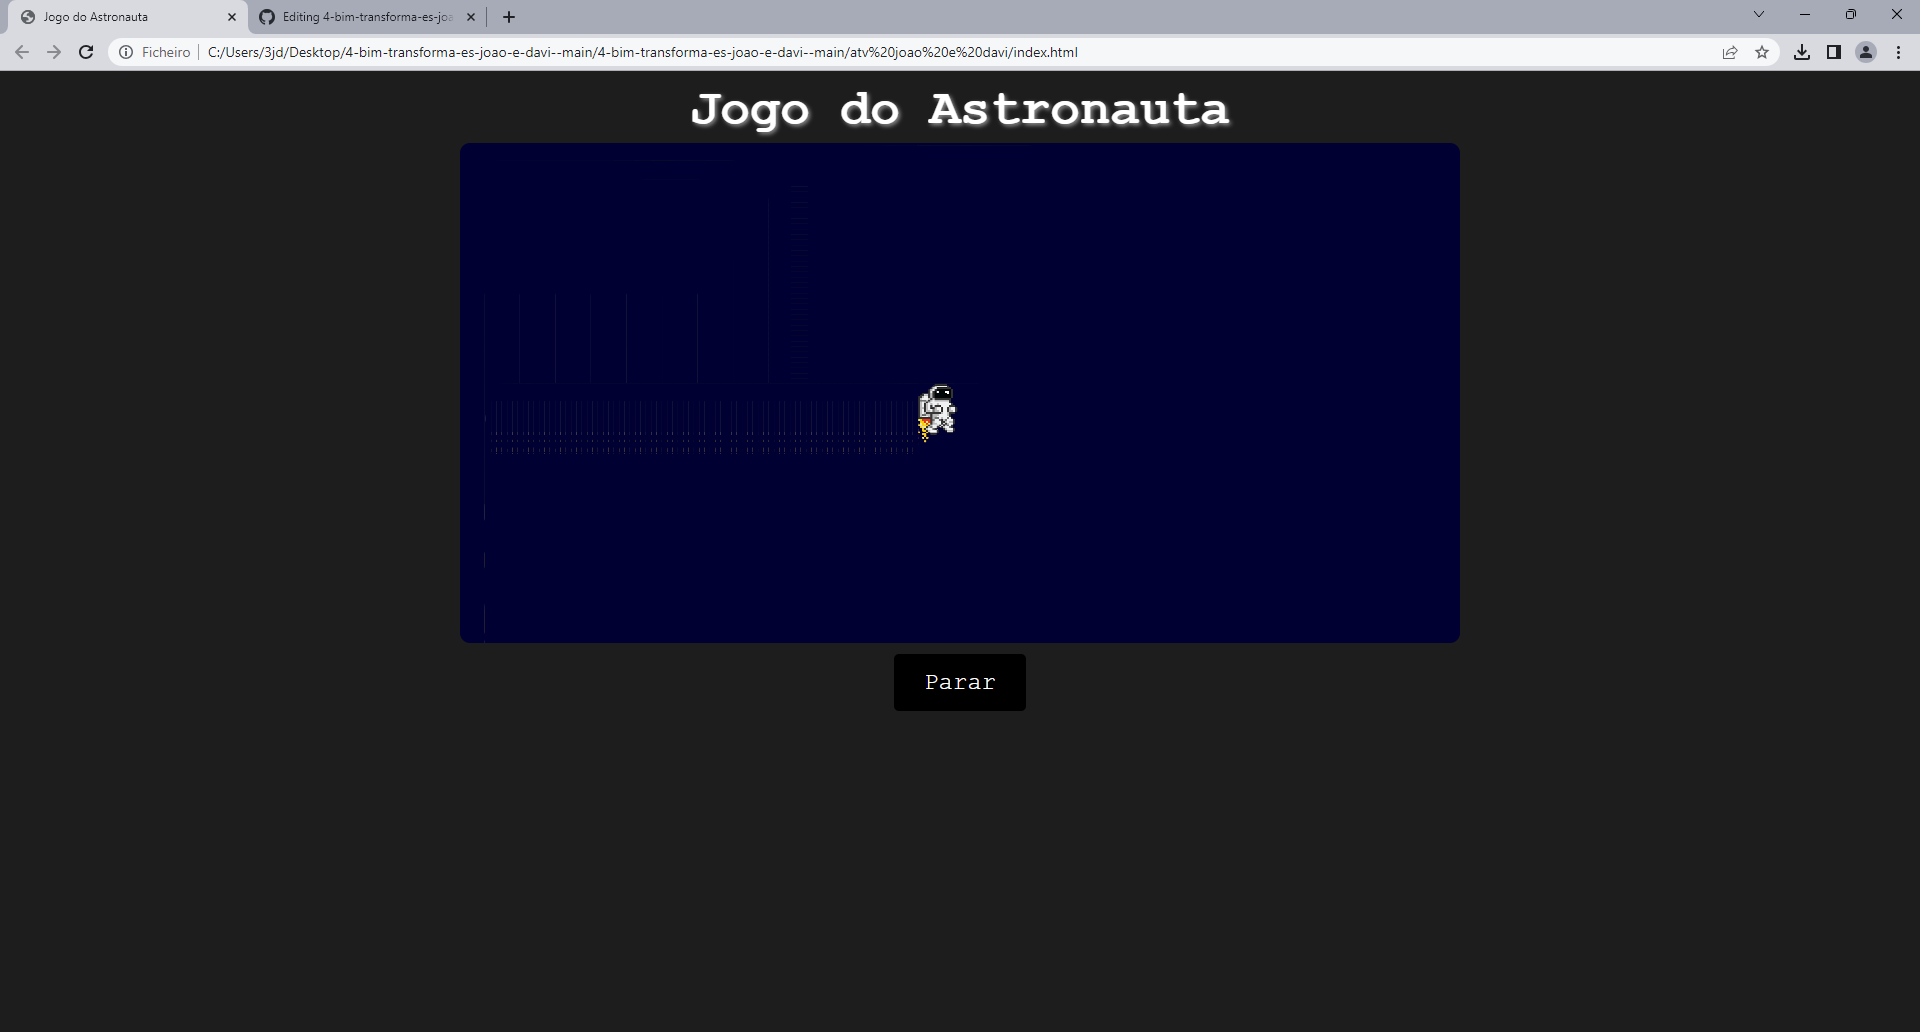 Jogo do Astronauta
Editing 4-bim-transforma-es-joa
Ficheiro
C:/Users/3jd/Desktop/4-bim-transforma-es-joao-e-davi--main/4-bim-transforma-es-joao-e-davi--main/atv%20joao%20e%20davi/index.html
Jogo do Astronauta
Parar